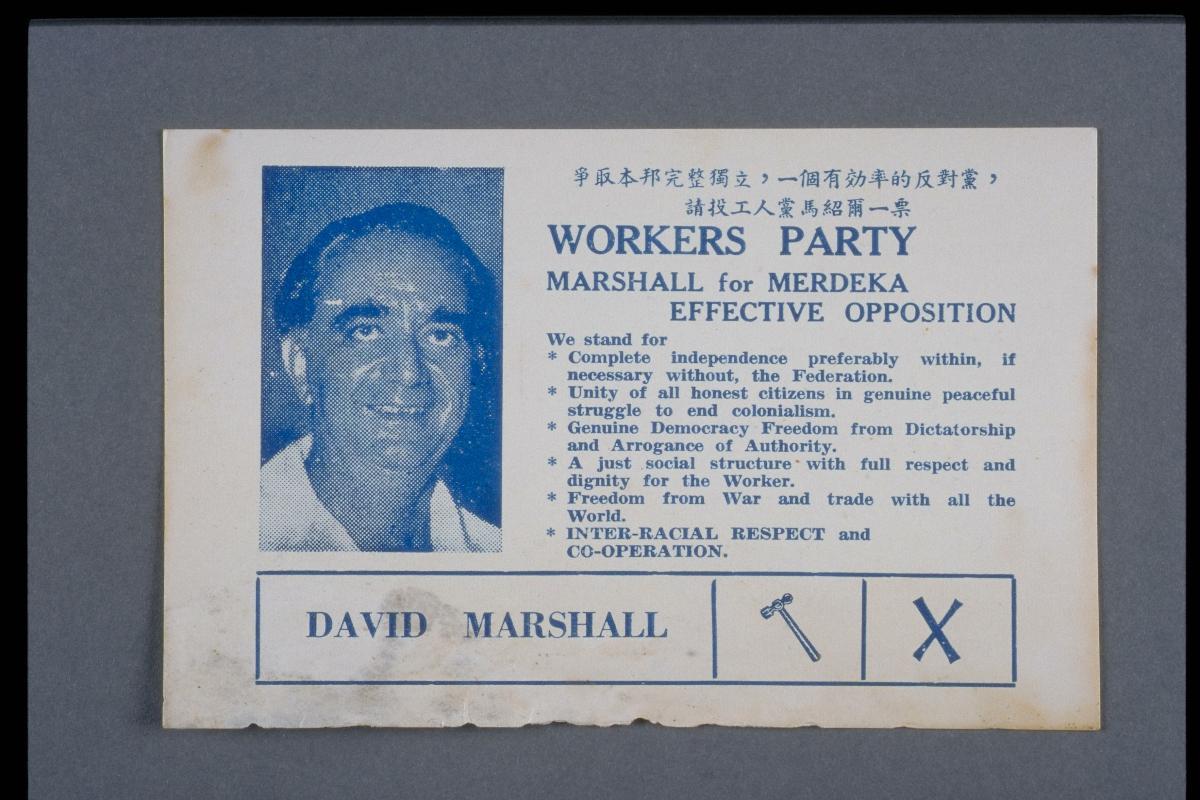 爭取本邦完整獨立，一個有効率的反對黨，
請投工人黨馬紹爾一票
WORKERS PARTY
MARSHALL for MERDEKA
EFFECTIVE OPPOSITION
We stand for
* Complete independence preferably within, if
necessary without, the Federation.
* Unity of all honest citizens in genuine peaceful
struggle to end colonialism.
* Genuine Democracy Freedom from Dictatorship
and Arrogance of Authority.
* A just social structure with full respect and
dignity for the Worker.
* Freedom from War and trade with all the
World.
* INTER-RACIAL RESPECT and
CO-OPERATION.
DAVID MARSHALL